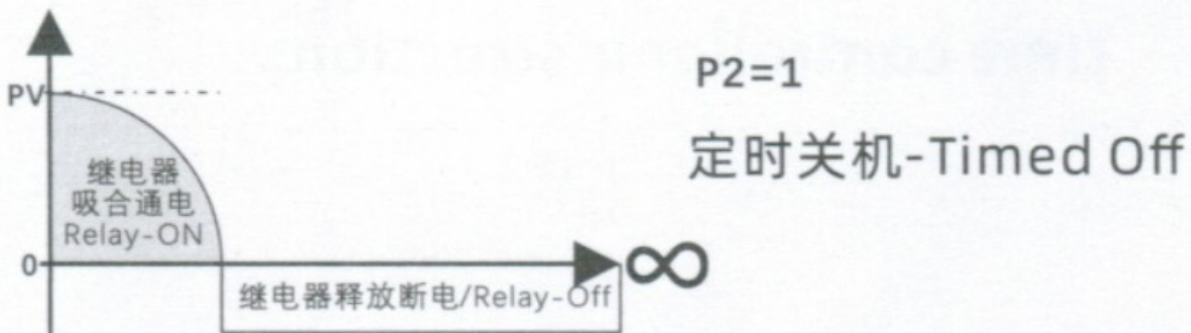 PV
P2=1
定时关机-Timed Off
继电器
吸合通电
Relay-ON
0
∞
继电器释放断电/Relay-Off